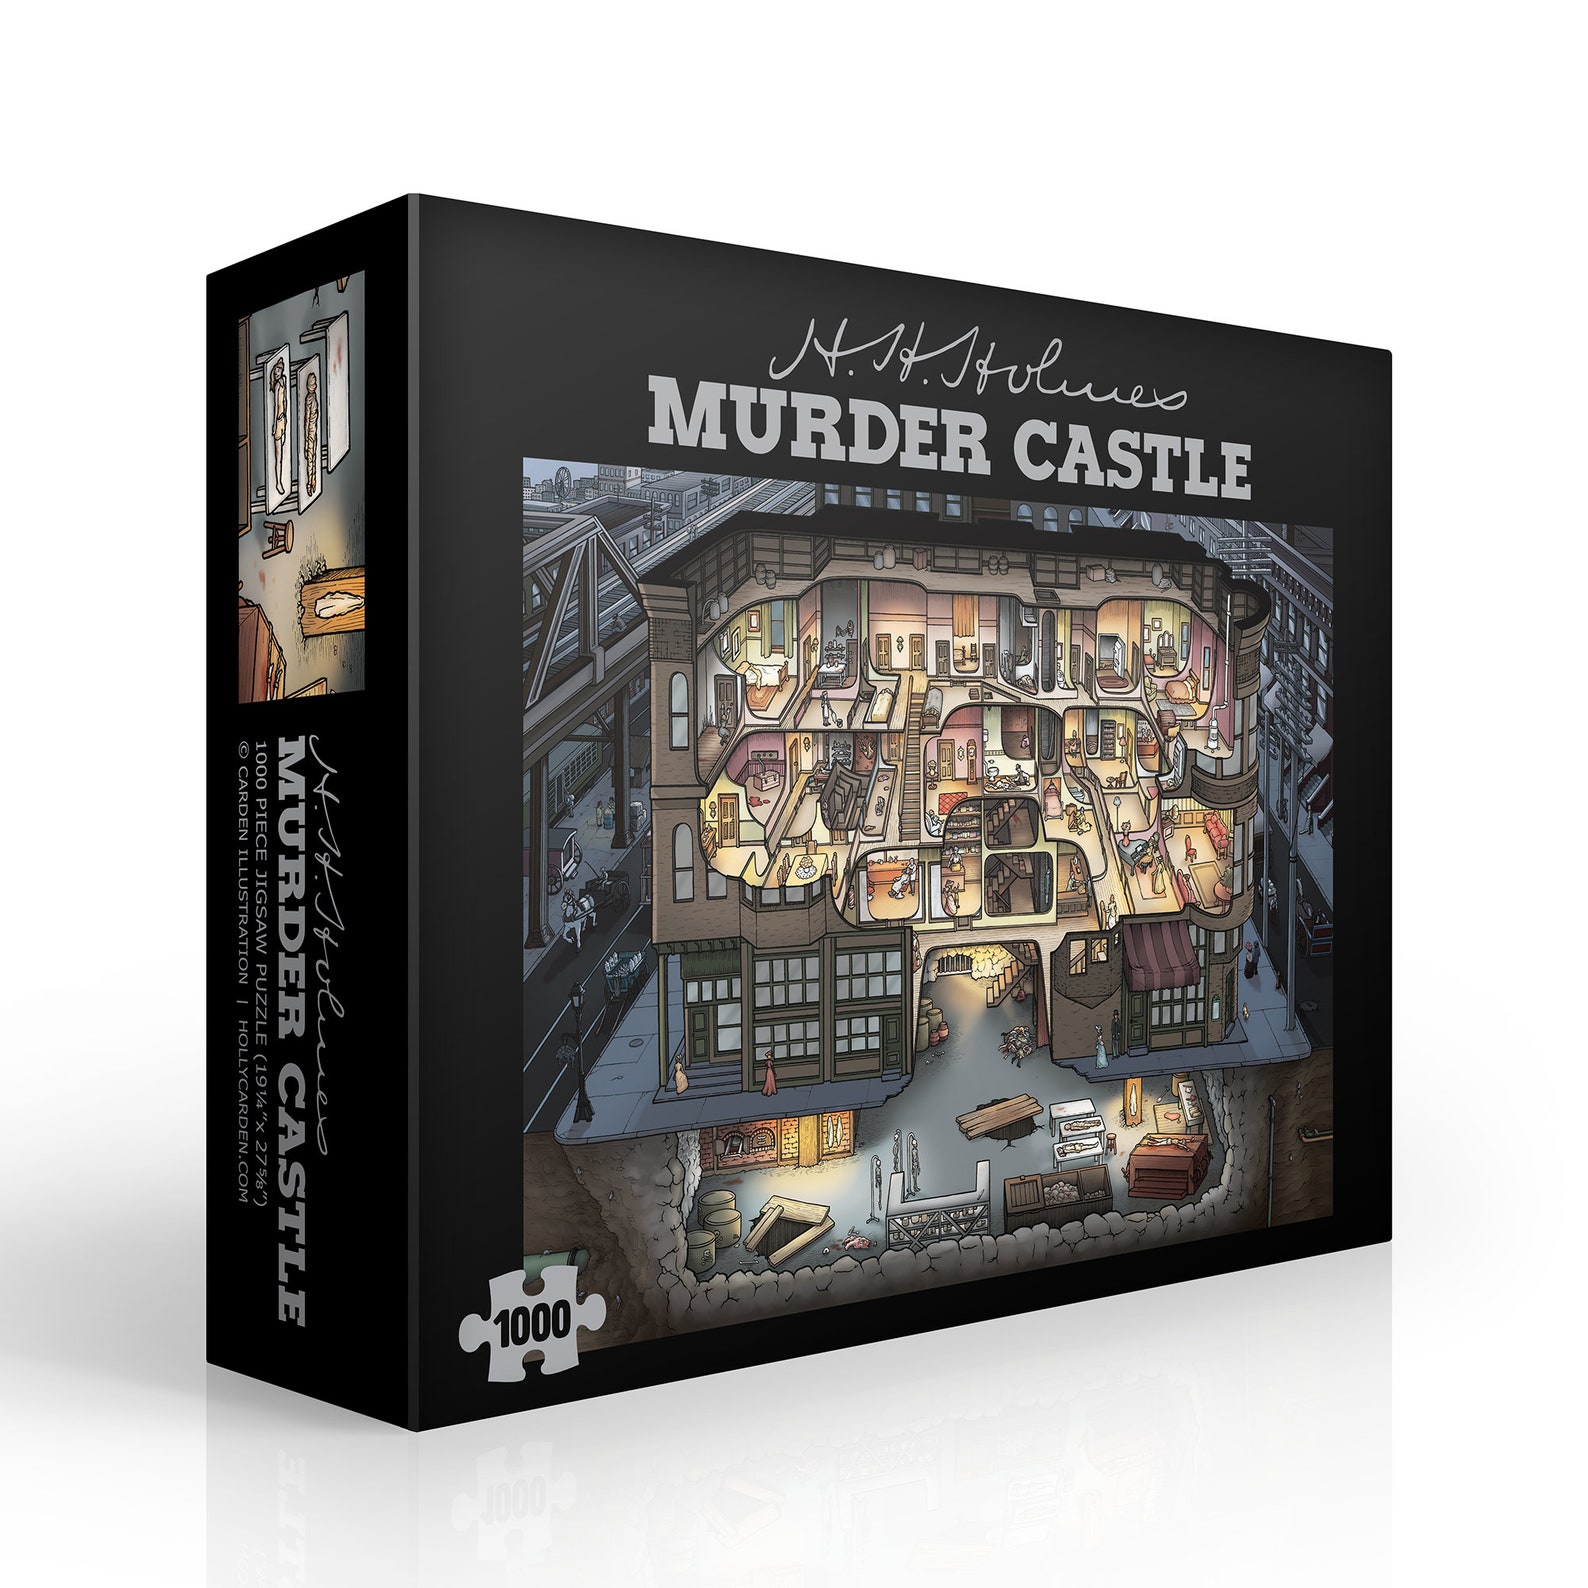 H. H. Holmes
MURDER CASTLE
1000
H. H. Holmes
MURDER CASTLE
1000 PIECE JIGSAW PUZZLE (19¼"x 27⅝")
© CARDEN ILLUSTRATION | HOLLYCARDEN.COM